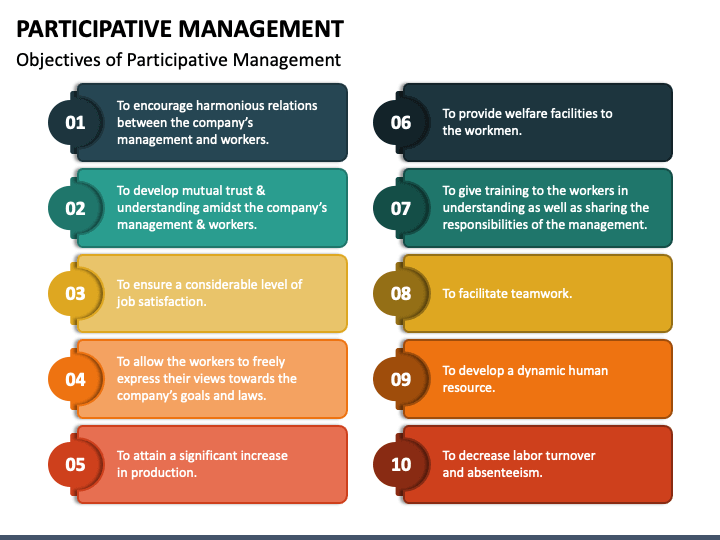 PARTICIPATIVE MANAGEMENT
Objectives of Participative Management
01
To encourage harmonious relations
between the company's
management and workers.
02
To develop mutual trust &
understanding amidst the company's
management & workers.
03
To ensure a considerable level of
job satisfaction.
04
To allow the workers to freely
express their views towards the
company's goals and laws.
05
To attain a significant increase
in production.
06
To provide welfare facilities to
the workmen.
07
To give training to the workers in
understanding as well as sharing the
responsibilities of the management.
08
To facilitate teamwork.
09
To develop a dynamic human
resource.
10
To decrease labor turnover
and absenteeism.